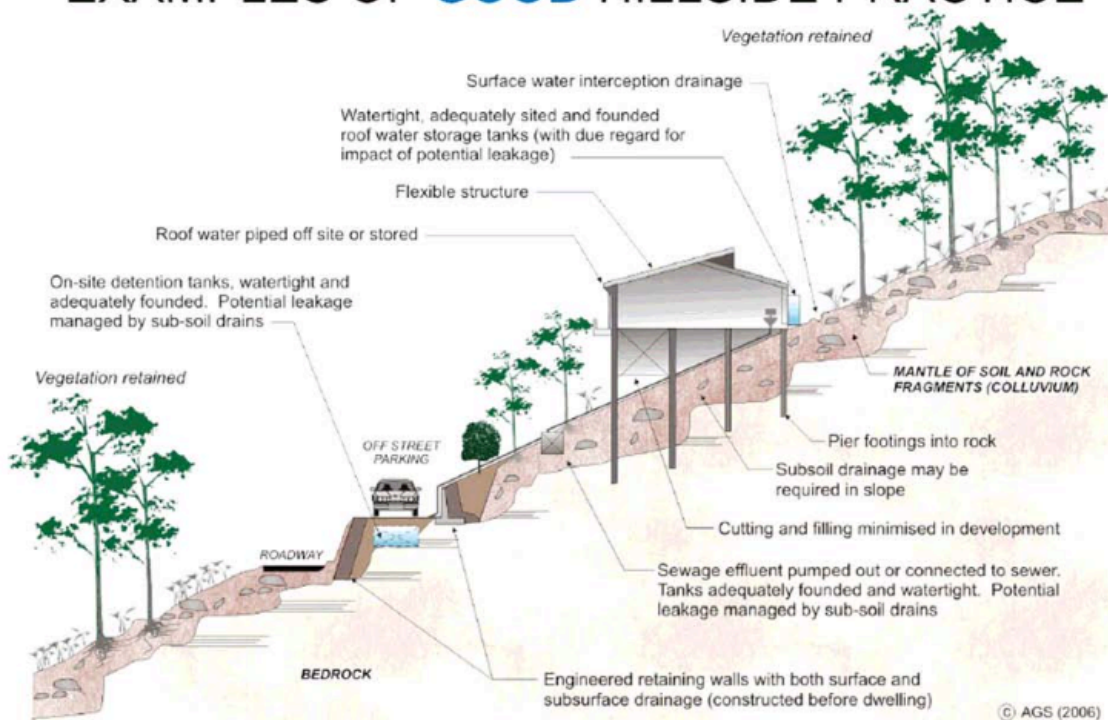 EXAMPLES OF GOOD HILLSIDE PRACTICE
Vegetation retained
Surface water interception drainage
Watertight, adequately sited and founded
roof water storage tanks (with due regard for
impact of potential leakage)
Flexible structure
Roof water piped off site or stored
On-site detention tanks, watertight and
adequately founded. Potential leakage
managed by sub-soil drains
Vegetation retained
MANTLE OF SOIL AND ROCK
FRAGMENTS (COLLUVIUM)
Pier footings into rock
OFF STREET
PARKING
Subsoil drainage may be
required in slope
Cutting and filling minimised in development
ROADWAY
Sewage effluent pumped out or connected to sewer.
Tanks adequately founded and watertight. Potential
leakage managed by sub-soil drains
BEDROCK
Engineered retaining walls with both surface and
subsurface drainage (constructed before dwelling)
© AGS (2006)